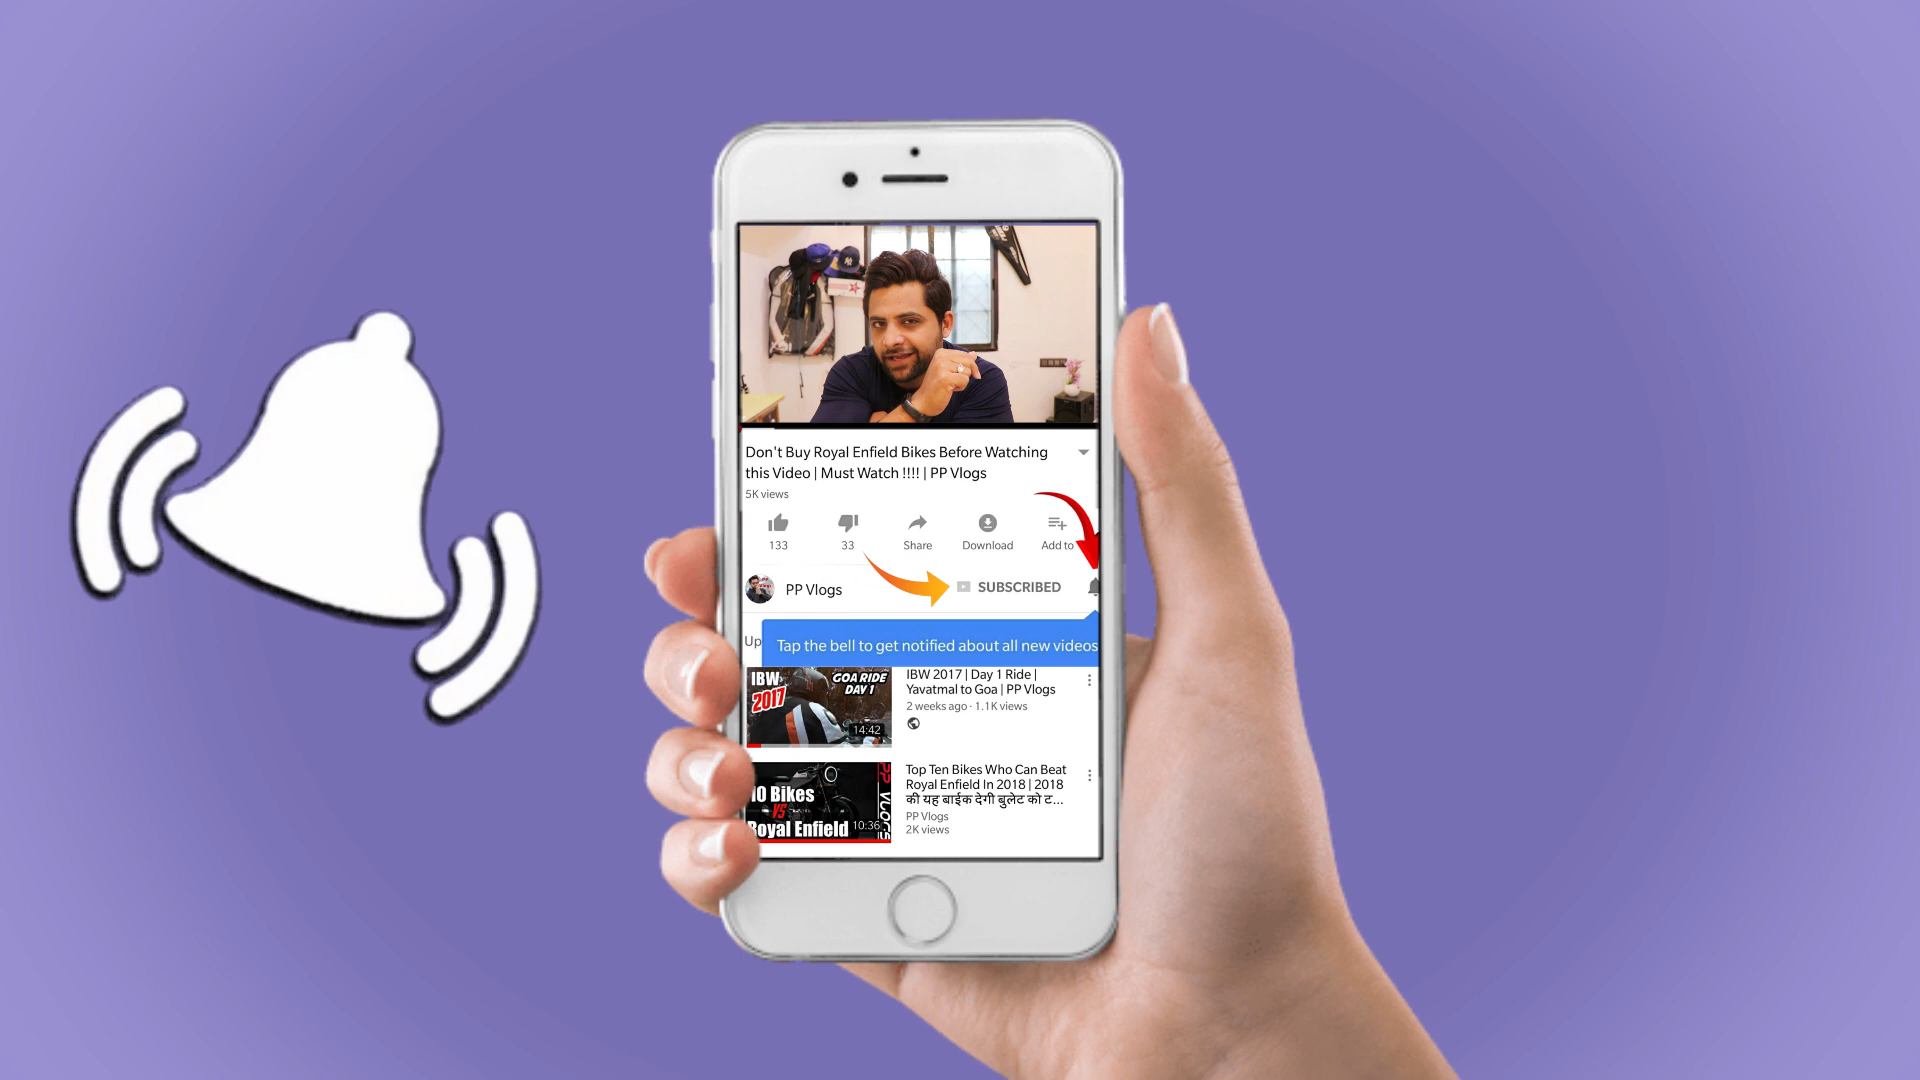 Don't Buy Royal Enfield Bikes Before Watching
this Video | Must Watch !!!! | PP Vlogs
5K views
133
33
Share
Download
Add to
PP Vlogs
SUBSCRIBED
Up
Tap the bell to get notified about all new videos
IBW
2017
GOA RIDE
DAY 1
14:42
IBW 2017 | Day 1 Ride |
Yavatmal to Goa | PP Vlogs
2 weeks ago · 1.1K views
10 Bikes
VS
Royal Enfield
10:36
PP VLOGS
Top Ten Bikes Who Can Beat
Royal Enfield In 2018 | 2018
की यह बाईक देगी बुलेट को ट...
PP Vlogs
2K views